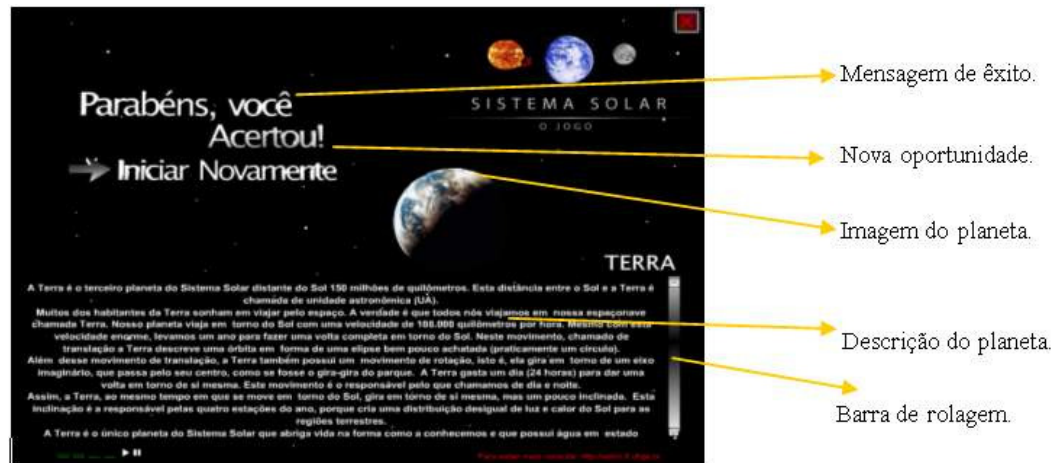 Parabéns, você
Acertou!
Iniciar Novamente
SISTEMA SOLAR
O JOGO
TERRA
A Terra é o terceiro planeta do Sistema Solar distante do Sol 150 milhões de quilômetros. Esta distância entre o Sol e a Terra é
chamada de unidade astronômica (UA).
Muitos dos habitantes da Terra sonham em viajar pelo espaço. A verdade é que todos nós viajamos em nossa espaçonave
chamada Terra. Nosso planeta viaja em torno do Sol com uma velocidade de 108.000 quilômetros por hora. Mesmo com esta
velocidade enorme, levamos um ano para fazer uma volta completa em torno do Sol. Neste movimento, chamado de
translação a Terra descreve uma órbita em forma de uma elipse bem pouco achatada (praticamente um círculo).
Além desse movimento de translação, a Terra também possui um movimento de rotação, isto é, ela gira em torno de um eixo
imaginário, que passa pelo seu centro, como se fosse o gira-gira do parque. A Terra gasta um dia (24 horas) para dar uma
volta em torno de si mesma. Este movimento é o responsável pelo que chamamos de dia e noite.
Assim, a Terra, ao mesmo tempo em que se move em torno do Sol, gira em torno de si mesma, mas um pouco inclinada. Esta
inclinação é a responsável pelas quatro estações do ano, porque cria uma distribuição desigual de luz e calor do Sol para as
regiões terrestres.
A Terra é o único planeta do Sistema Solar que abriga vida na forma como a conhecemos e que possui água em estado
Mensagem de êxito.
Nova oportunidade.
Imagem do planeta.
Descrição do planeta.
Barra de rolagem.